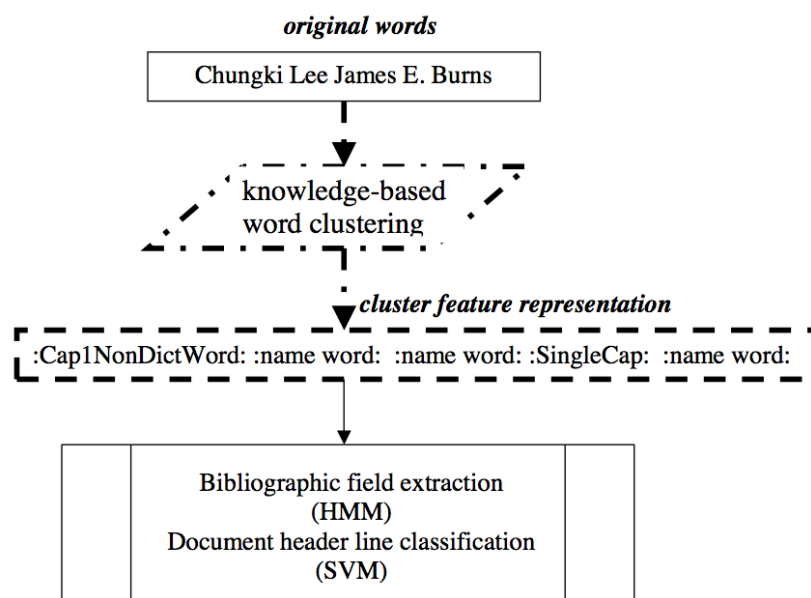 original words
Chungki Lee James E. Burns
knowledge-based
word clustering
cluster feature representation
:Cap1NonDictWord: :name word: :name word: :SingleCap: :name word:
Bibliographic field extraction
(HMM)
Document header line classification
(SVM)